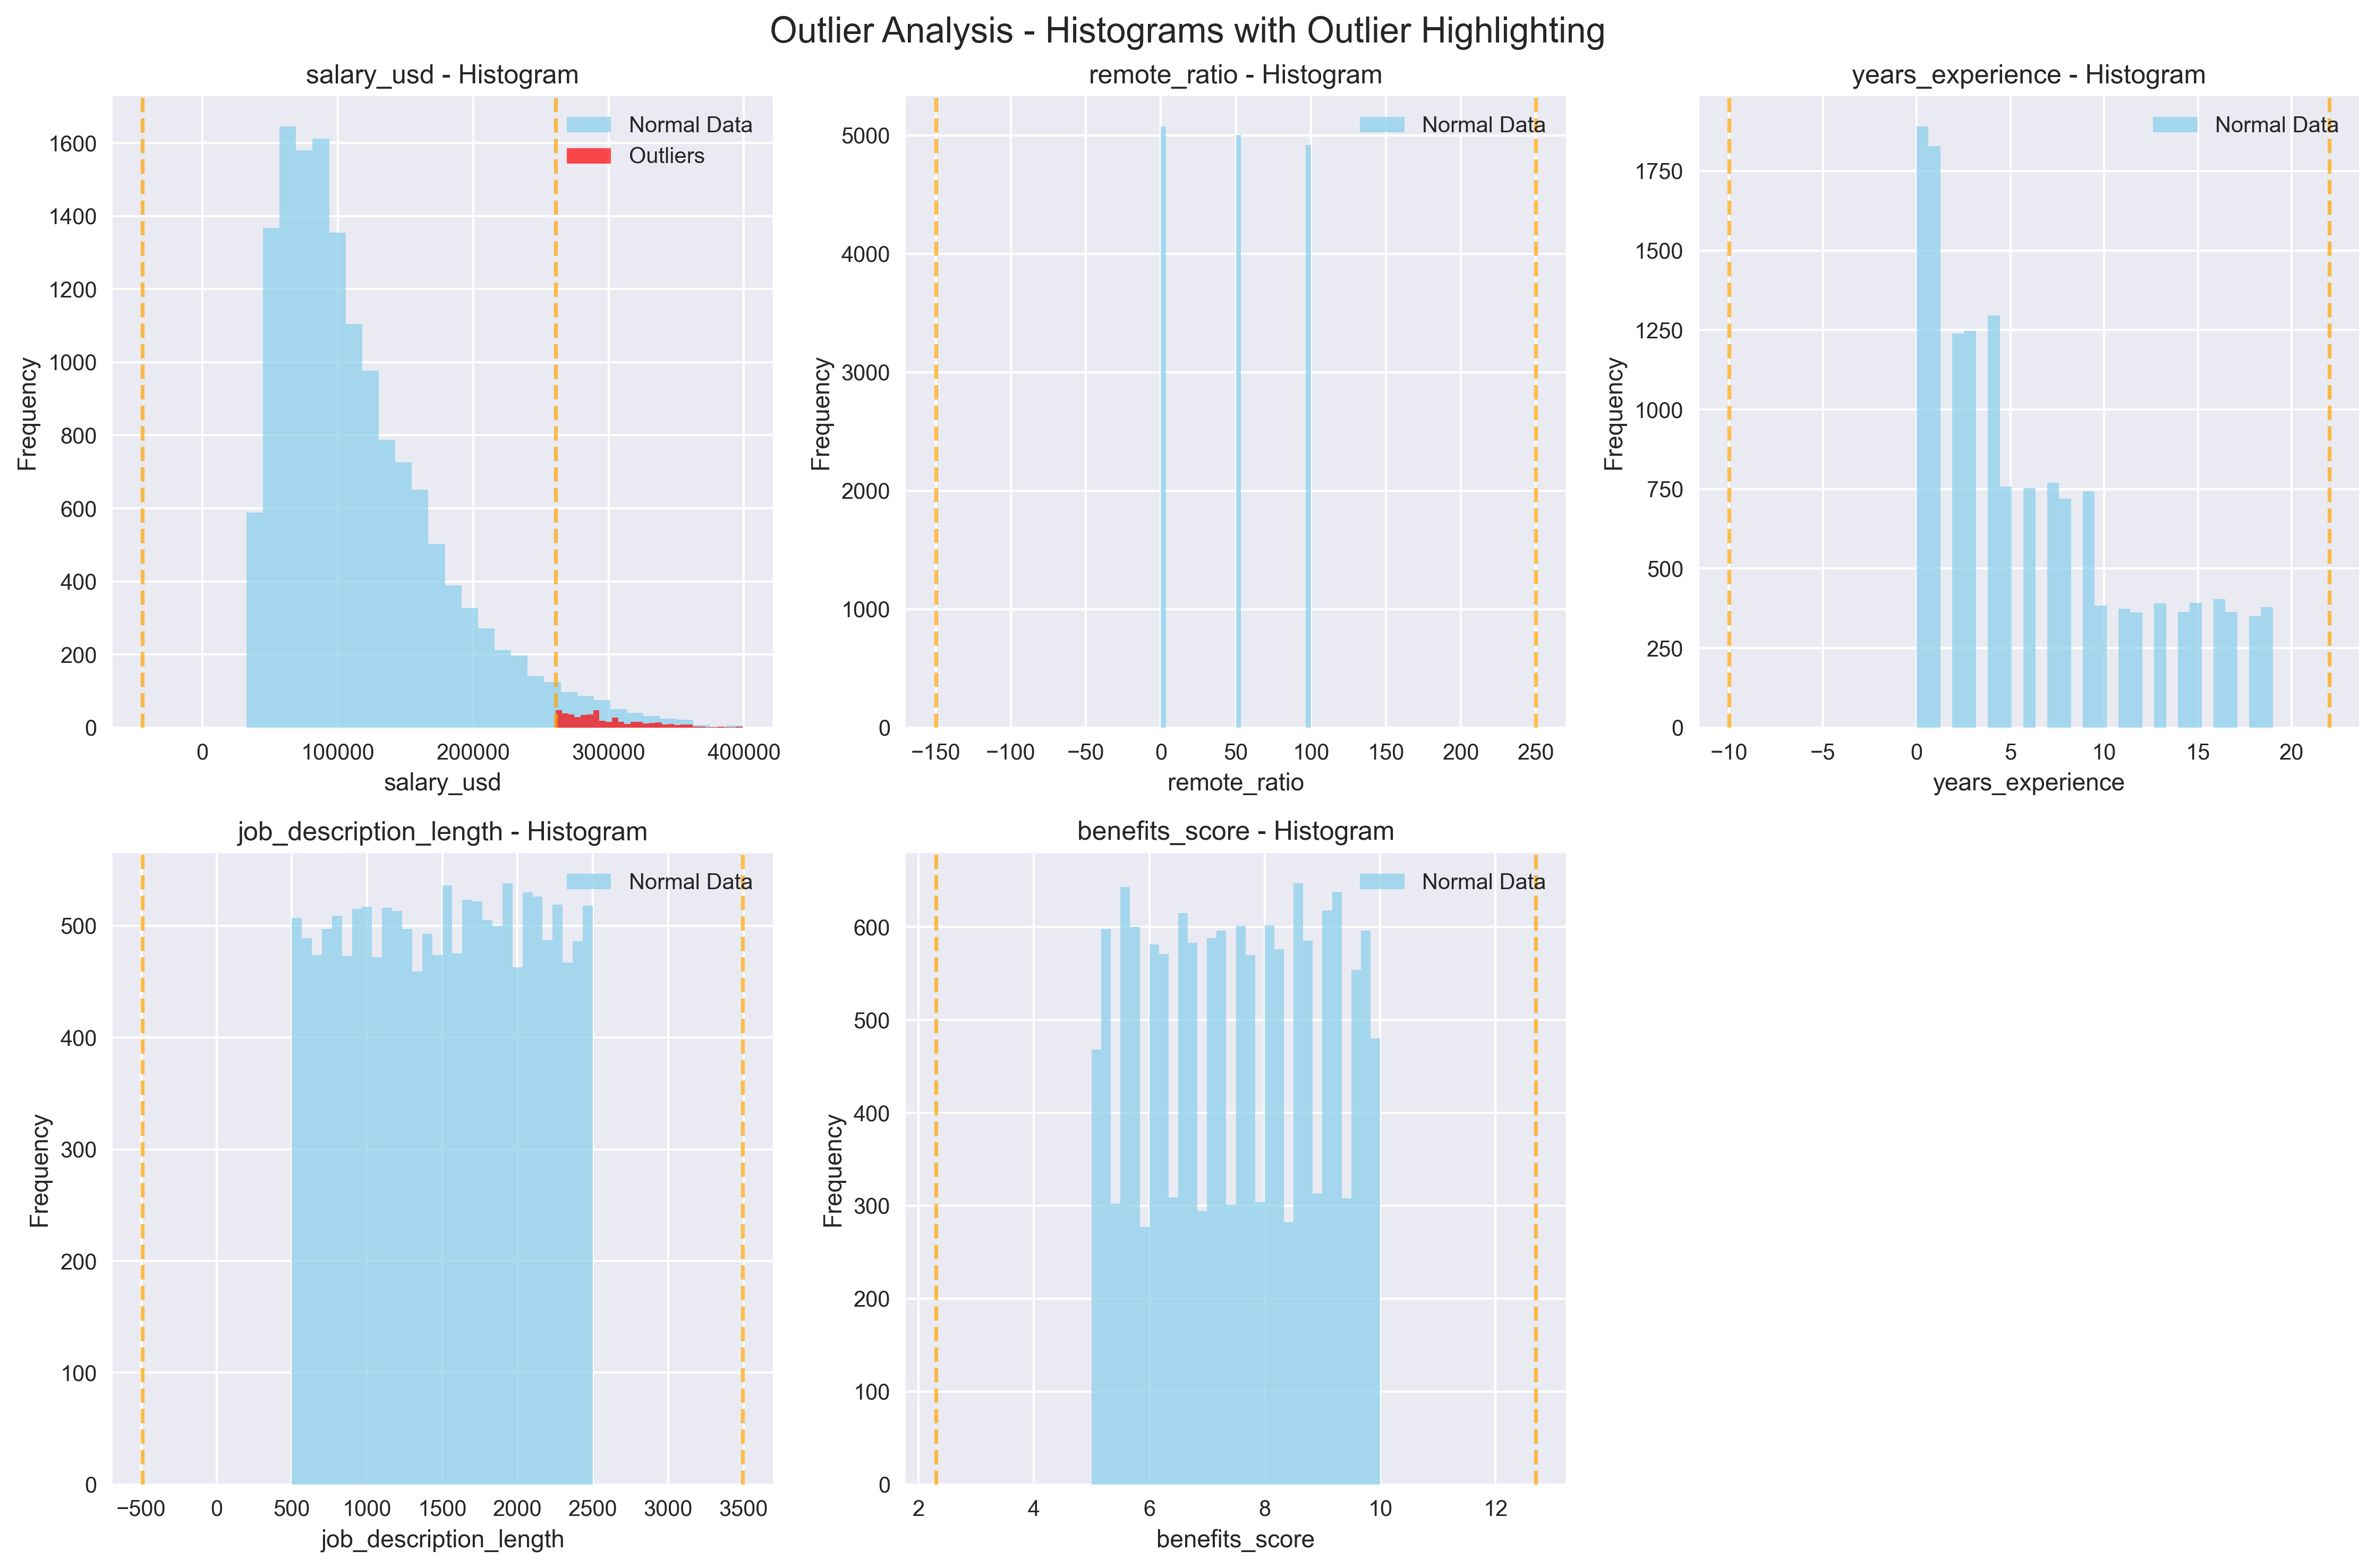 Outlier Analysis - Histograms with Outlier Highlighting
salary_usd - Histogram
Normal Data
Outliers
1600
1400
1200
1000
800
600
400
200
0
Frequency
0 100000 200000 300000 400000
salary_usd
remote_ratio - Histogram
Normal Data
5000
4000
3000
2000
1000
0
Frequency
−150 −100 −50 0 50 100 150 200 250
remote_ratio
years_experience - Histogram
Normal Data
1750
1500
1250
1000
750
500
250
0
Frequency
−10 −5 0 5 10 15 20
years_experience
job_description_length - Histogram
Normal Data
500
400
300
200
100
0
Frequency
−500 0 500 1000 1500 2000 2500 3000 3500
job_description_length
benefits_score - Histogram
Normal Data
600
500
400
300
200
100
0
Frequency
2 4 6 8 10 12
benefits_score